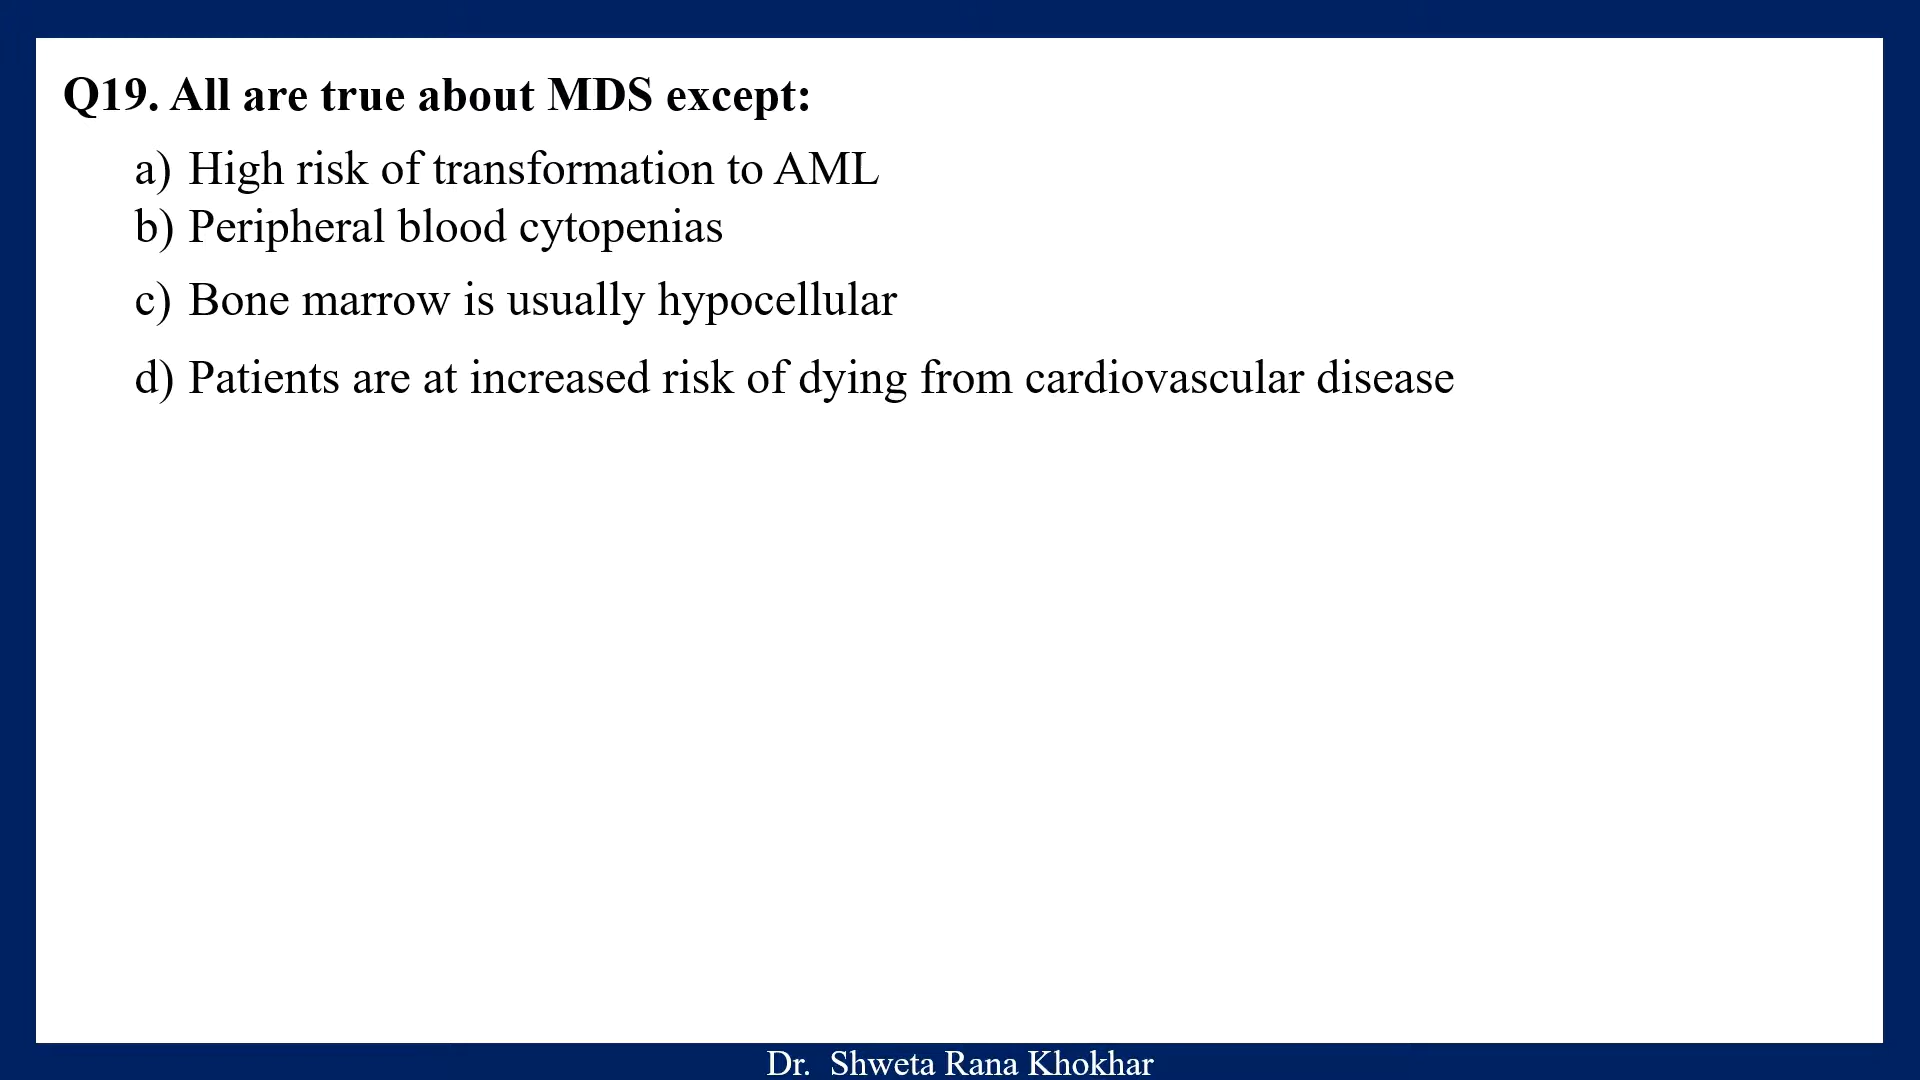 Q19. All are true about MDS except:
a) High risk of transformation to AML
b) Peripheral blood cytopenias
c) Bone marrow is usually hypocellular
d) Patients are at increased risk of dying from cardiovascular disease
Dr. Shweta Rana Khokhar